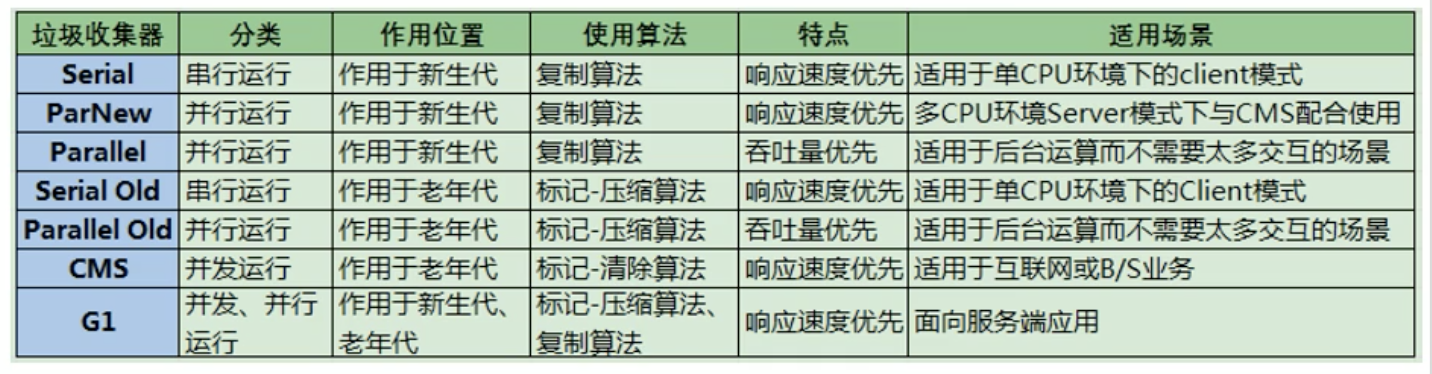 垃圾收集器 分类 作用位置 使用算法 特点 适用场景
Serial 串行运行 作用于新生代 复制算法 响应速度优先 适用于单CPU环境下的client模式
ParNew 并行运行 作用于新生代 复制算法 响应速度优先 多CPU环境Server模式下与CMS配合使用
Parallel 并行运行 作用于新生代 复制算法 吞吐量优先 适用于后台运算而不需要太多交互的场景
Serial Old 串行运行 作用于老年代 标记-压缩算法 响应速度优先 适用于单CPU环境下的Client模式
Parallel Old 并行运行 作用于老年代 标记-压缩算法 吞吐量优先 适用于后台运算而不需要太多交互的场景
CMS 并发运行 作用于老年代 标记-清除算法 响应速度优先 适用于互联网或B/S业务
G1 并发、并行 作用于新生代、 标记-压缩算法、 响应速度优先 面向服务端应用
运行 老年代 复制算法